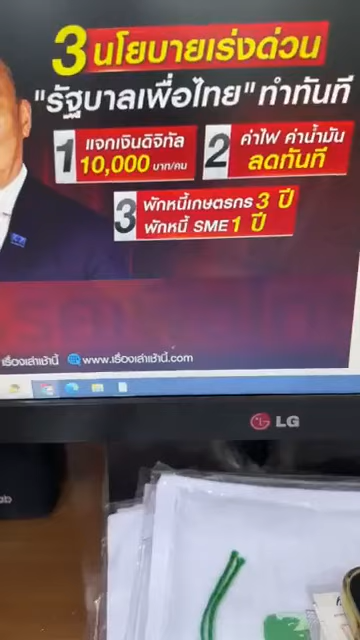 3 นโยบายเร่งด่วน
"รัฐบาลเพื่อไทย" ทำทันที
1 แจกเงินดิจิทัล
10,000 บาท/คน
2 ค่าไฟ ค่าน้ำมัน
ลดทันที
3 พักหนี้เกษตรกร 3 ปี
พักหนี้ SME 1 ปี
เรื่องเล่าเช้านี้ www.เรื่องเล่าเช้านี้.com
LG